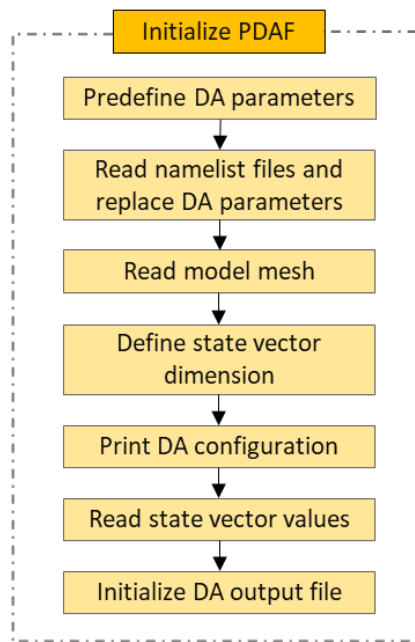 Initialize PDAF
Predefine DA parameters
Read namelist files and
replace DA parameters
Read model mesh
Define state vector
dimension
Print DA configuration
Read state vector values
Initialize DA output file